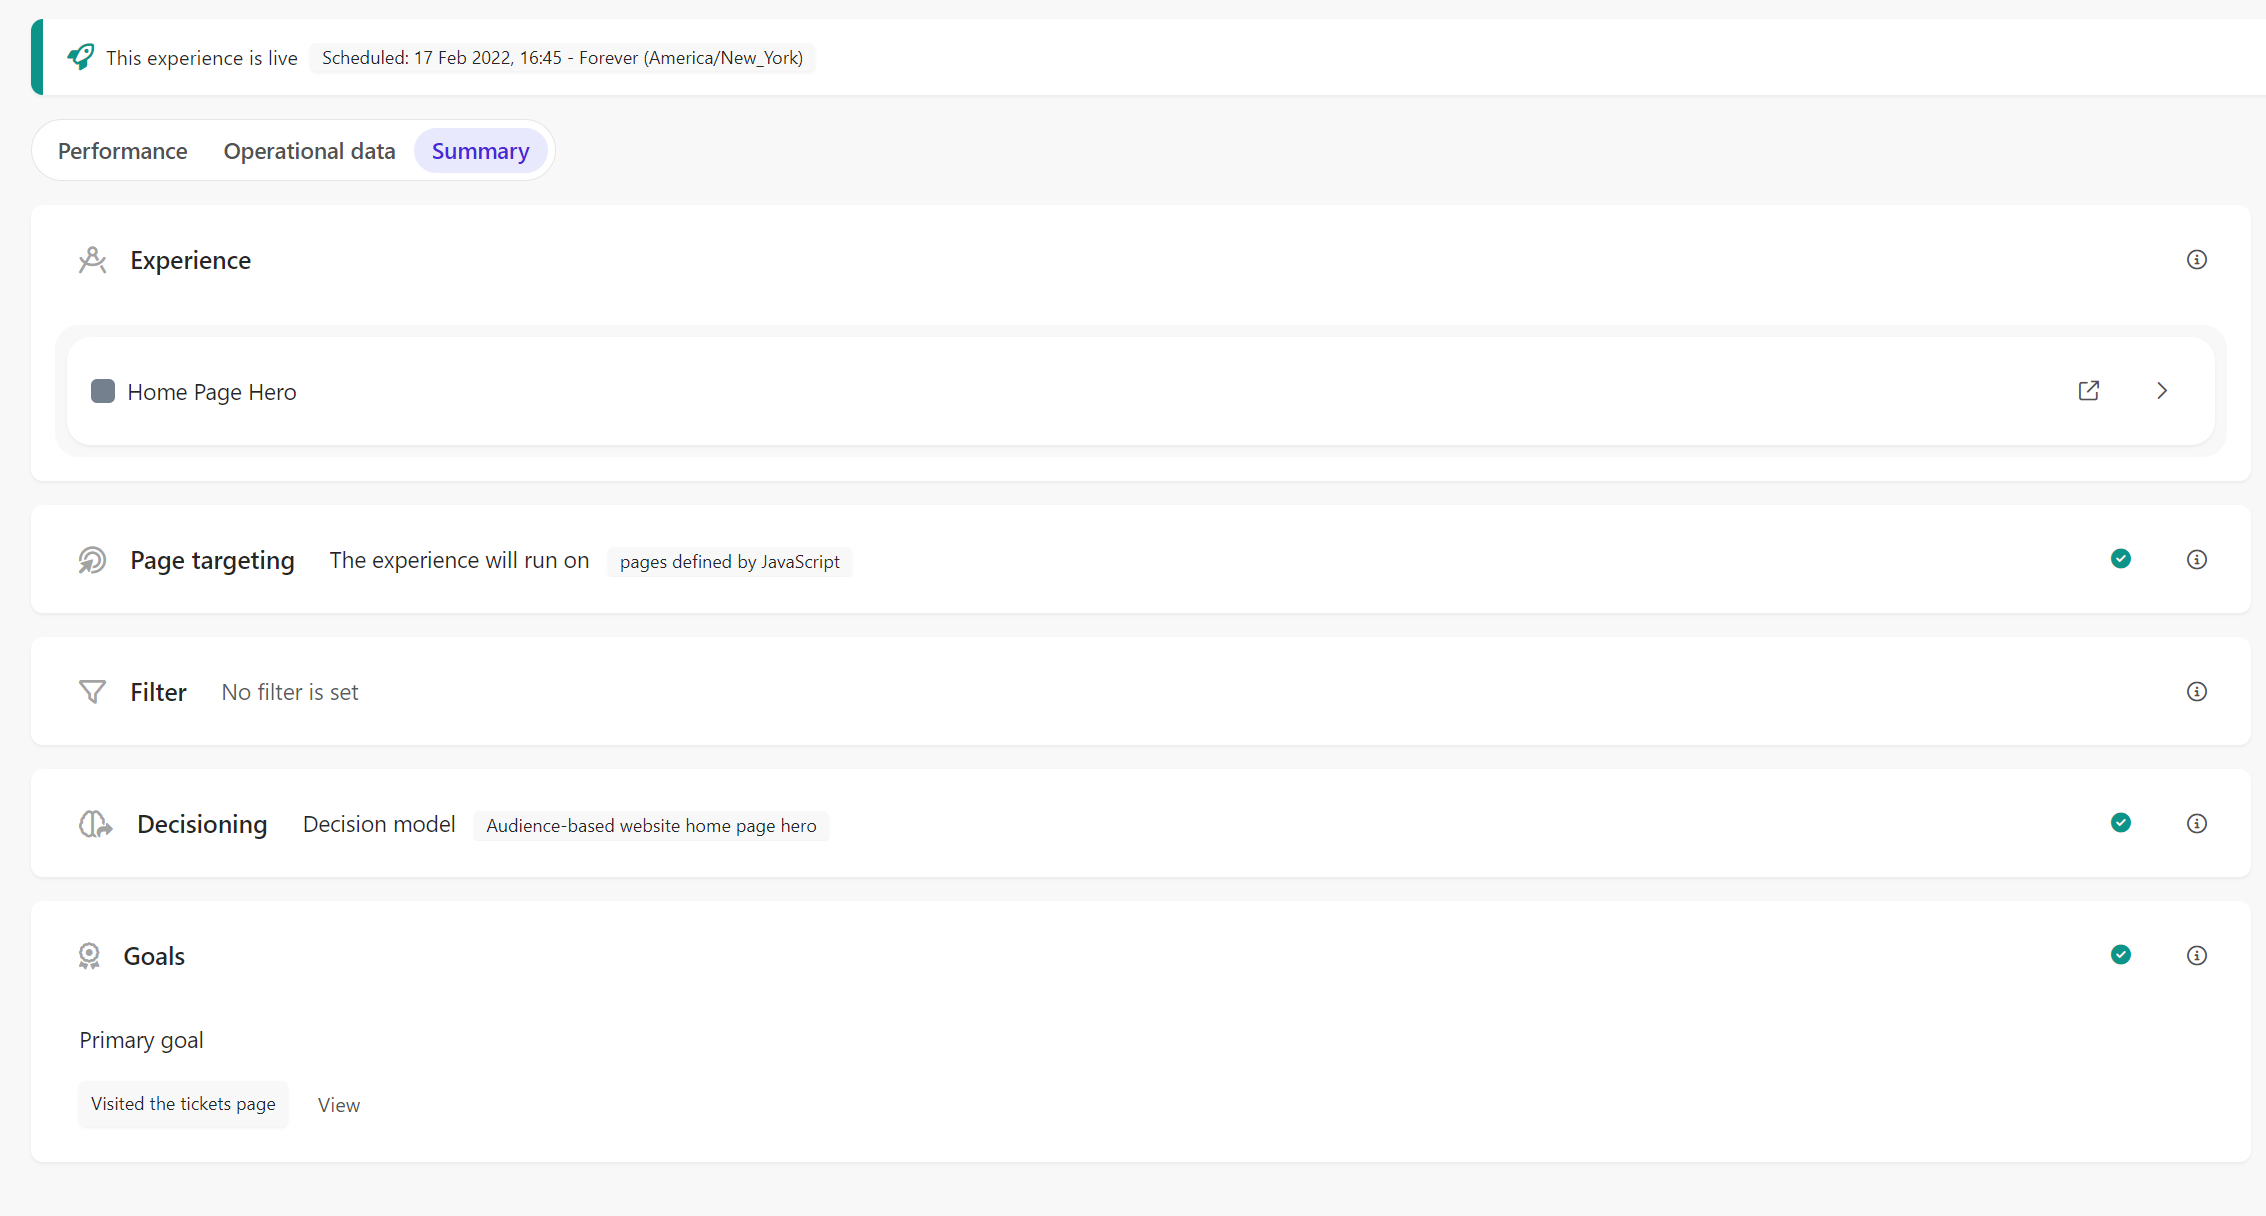 This experience is live Scheduled: 17 Feb 2022, 16:45 - Forever (America/New_York)
Performance Operational data Summary
Experience
Home Page Hero
Page targeting The experience will run on pages defined by JavaScript
Filter No filter is set
Decisioning Decision model Audience-based website home page hero
Goals
Primary goal
Visited the tickets page View